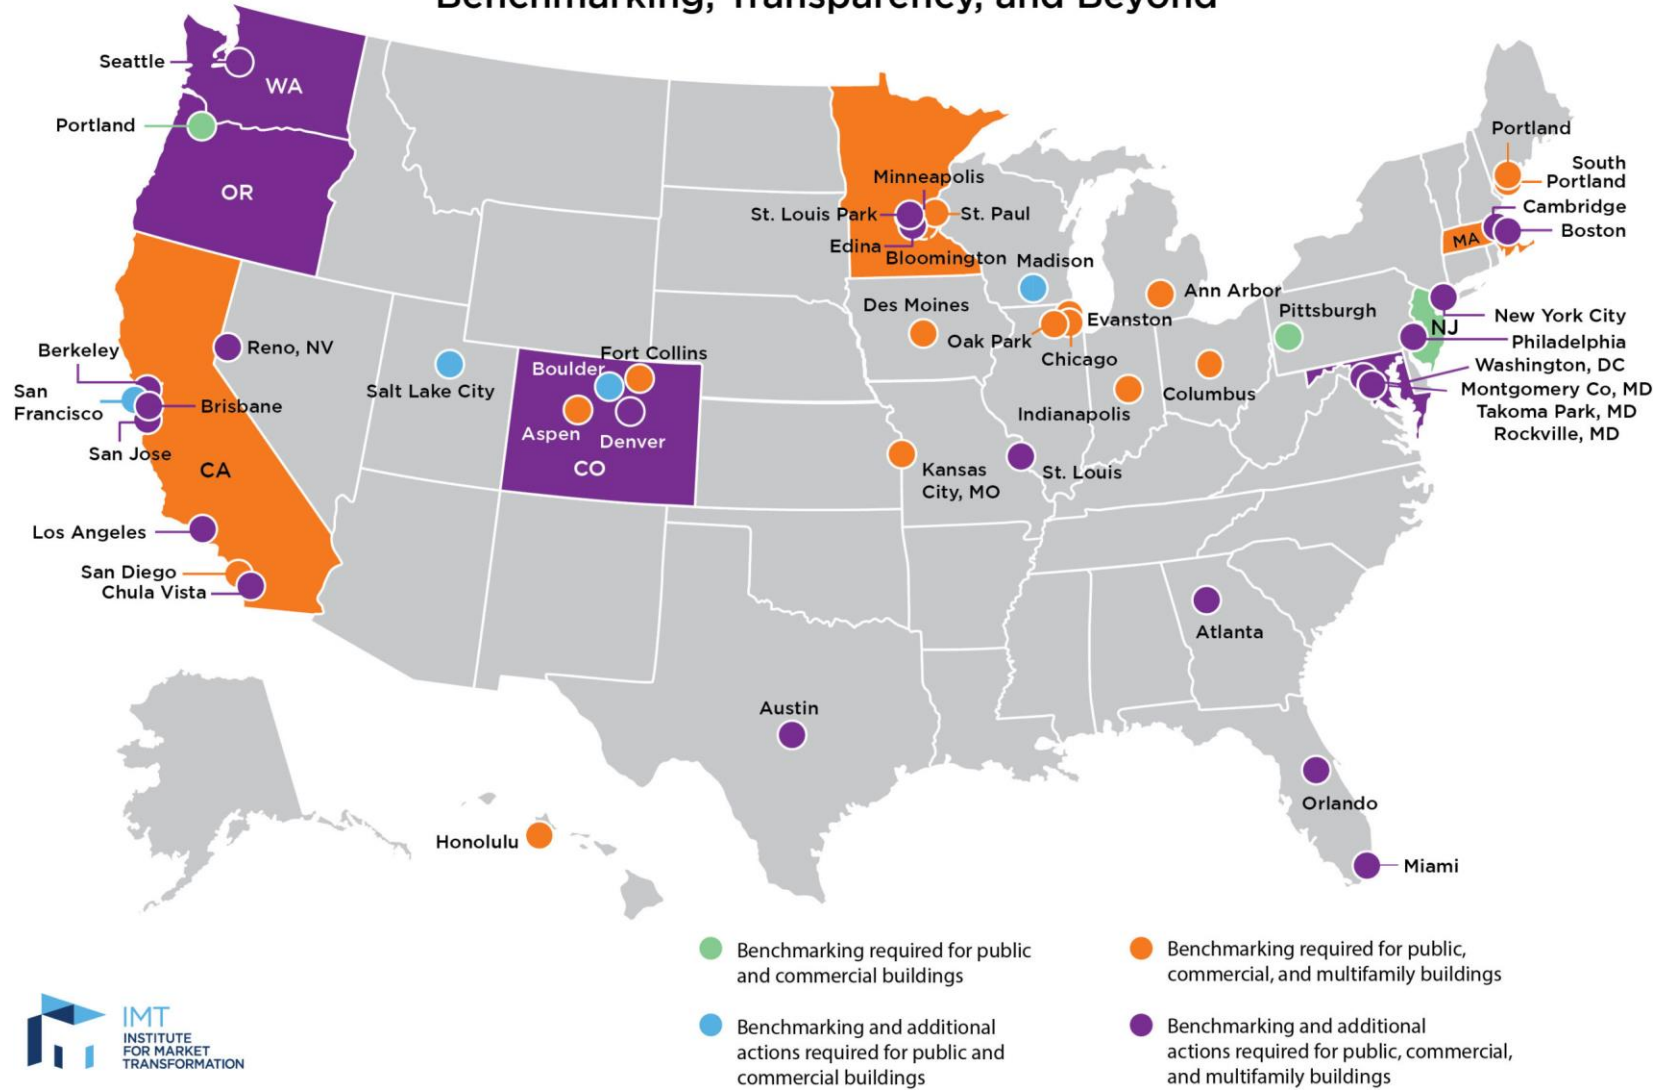 Benchmarking, Transparency, and Beyond
Seattle
WA
Portland
OR
Minneapolis
St. Louis Park
St. Paul
Edina
Bloomington
Madison
Portland
South
Portland
Cambridge
MA
Boston
Des Moines
Ann Arbor
Oak Park
Evanston
Chicago
Pittsburgh
NJ
New York City
Philadelphia
Washington, DC
Montgomery Co, MD
Takoma Park, MD
Rockville, MD
Reno, NV
Berkeley
San
Francisco
Brisbane
San Jose
CA
Salt Lake City
Fort Collins
Boulder
Aspen
Denver
CO
Indianapolis
Columbus
Kansas
City, MO
St. Louis
Los Angeles
San Diego
Chula Vista
Atlanta
Austin
Orlando
Honolulu
Miami
Benchmarking required for public
and commercial buildings
Benchmarking required for public,
commercial, and multifamily buildings
Benchmarking and additional
actions required for public and
commercial buildings
Benchmarking and additional
actions required for public, commercial,
and multifamily buildings
IMT
INSTITUTE
FOR MARKET
TRANSFORMATION